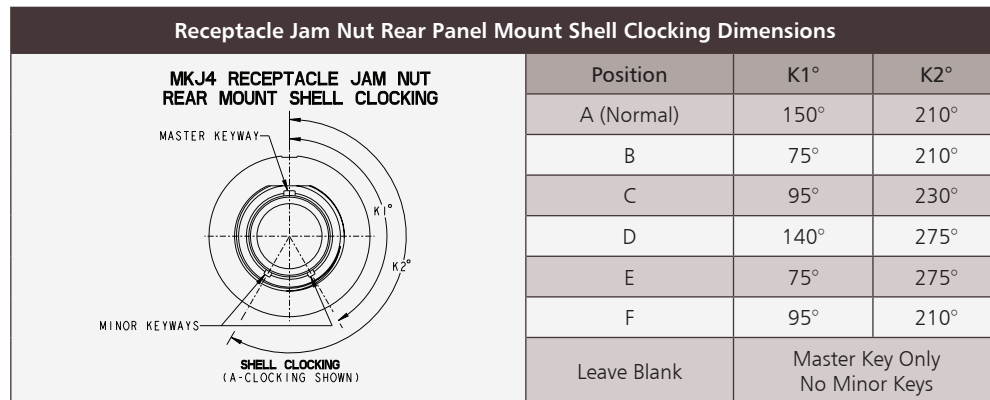 Receptacle Jam Nut Rear Panel Mount Shell Clocking Dimensions
MKJ4 RECEPTACLE JAM NUT
REAR MOUNT SHELL CLOCKING
MASTER KEYWAY
K1°
K2°
MINOR KEYWAYS
SHELL CLOCKING
(A-CLOCKING SHOWN)
Position K1° K2°
A (Normal) 150° 210°
B 75° 210°
C 95° 230°
D 140° 275°
E 75° 275°
F 95° 210°
Leave Blank Master Key Only
No Minor Keys